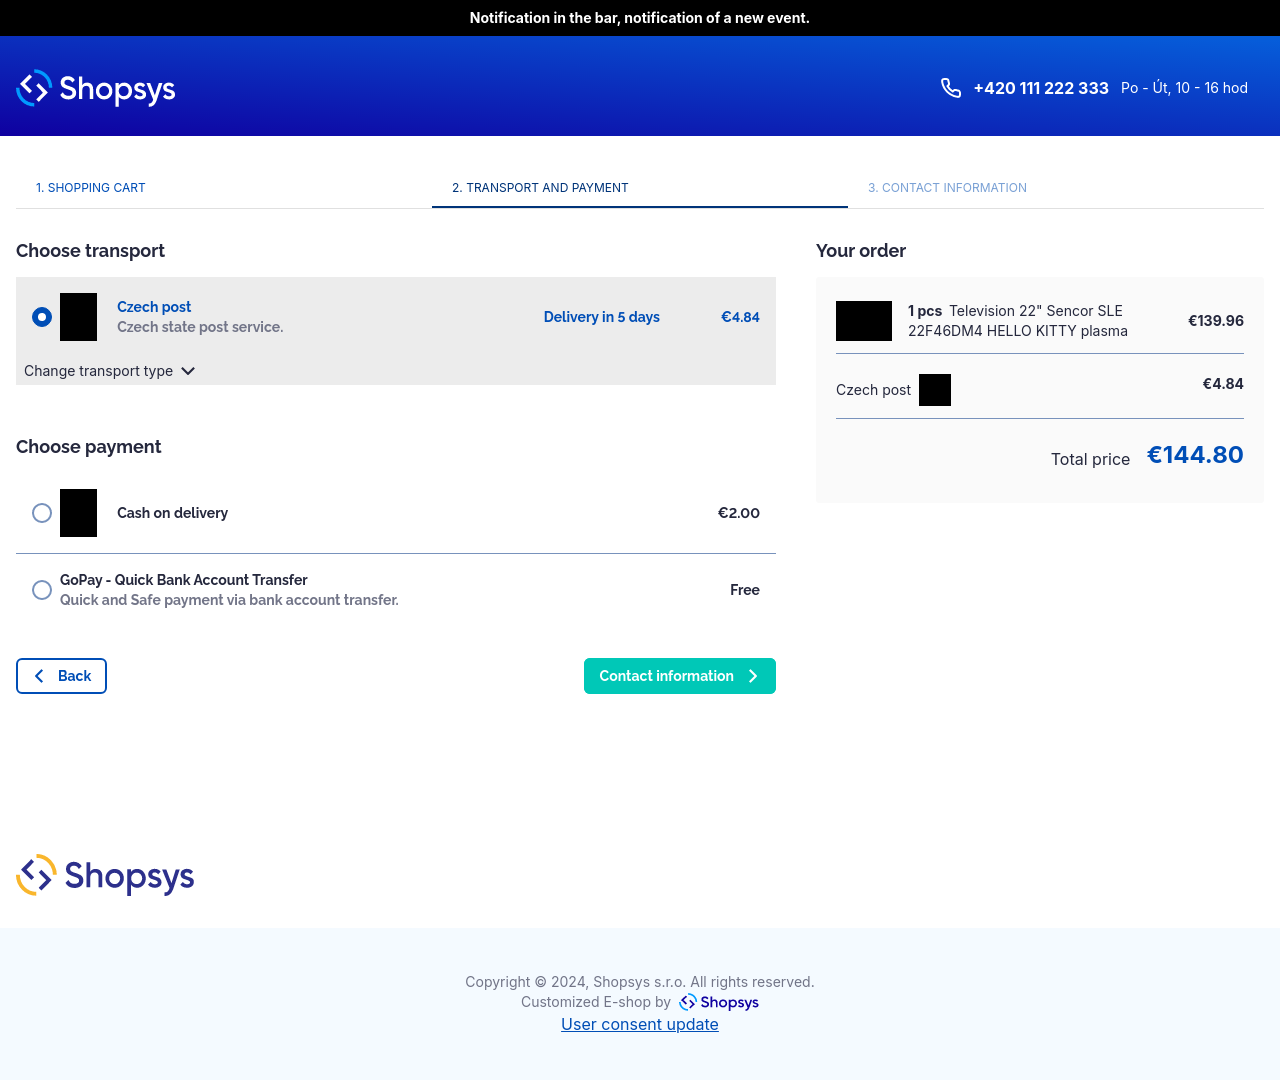 Notification in the bar, notification of a new event.
Shopsys
+420 111 222 333 Po - Út, 10 - 16 hod
1. SHOPPING CART
2. TRANSPORT AND PAYMENT
3. CONTACT INFORMATION
Choose transport
Czech post
Czech state post service.
Delivery in 5 days
€4.84
Change transport type
Choose payment
Cash on delivery
€2.00
GoPay - Quick Bank Account Transfer
Quick and Safe payment via bank account transfer.
Free
Back
Contact information
Your order
1 pcs Television 22" Sencor SLE
22F46DM4 HELLO KITTY plasma
€139.96
Czech post
€4.84
Total price €144.80
Shopsys
Copyright © 2024, Shopsys s.r.o. All rights reserved.
Customized E-shop by Shopsys
User consent update